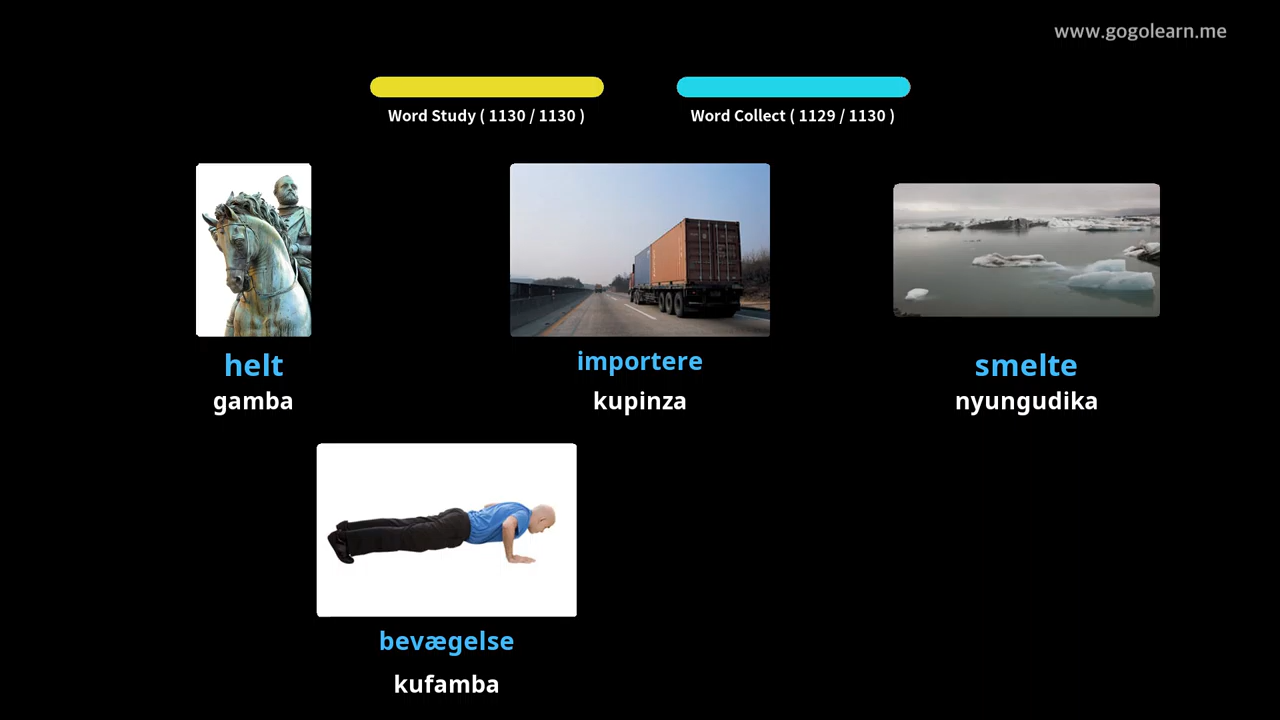 www.gogolearn.me
Word Study ( 1130 / 1130 )
Word Collect ( 1129 / 1130 )
helt
gamba
importere
kupinza
smelte
nyungudika
bevægelse
kufamba